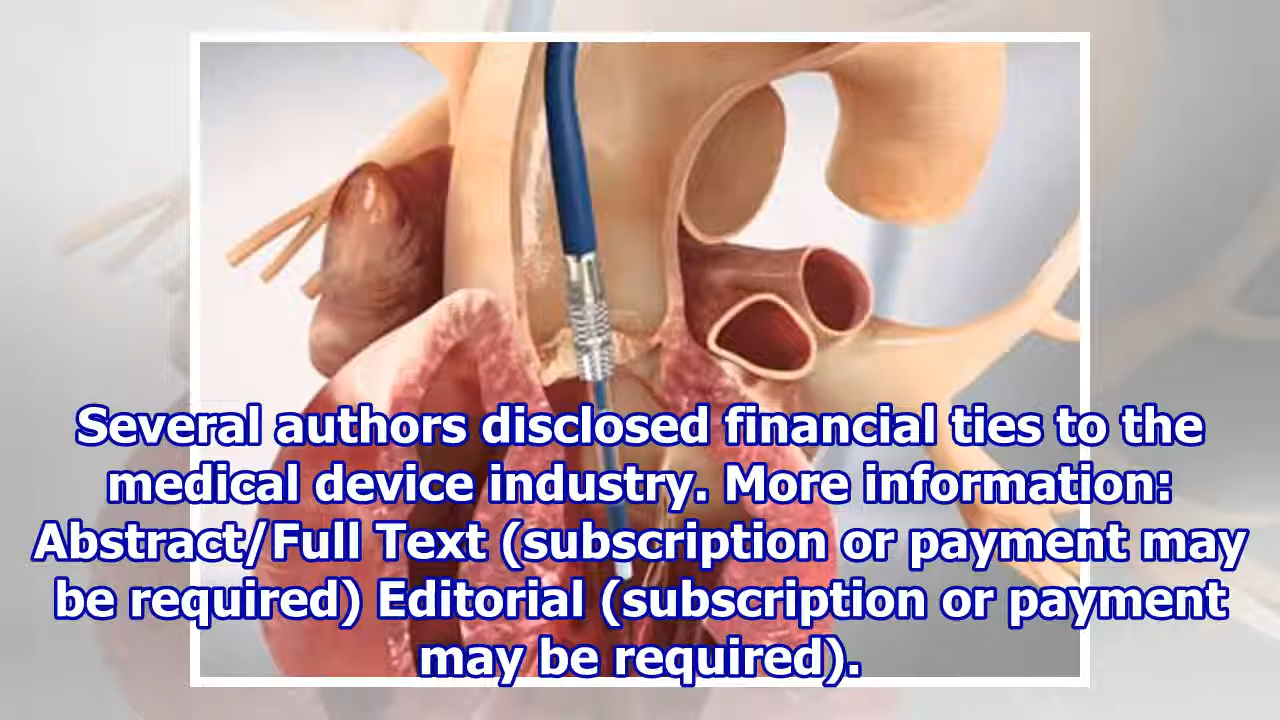 Several authors disclosed financial ties to the
medical device industry. More information:
Abstract/Full Text (subscription or payment may
be required) Editorial (subscription or payment
may be required).